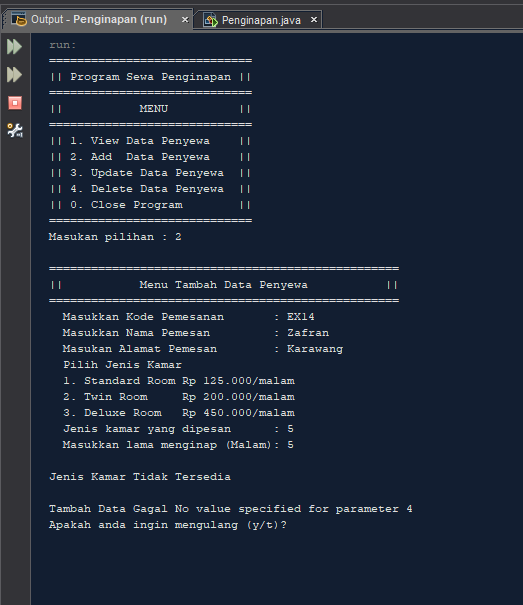 Output - Penginapan (run) × Penginapan.java ×
run:
=============================
|| Program Sewa Penginapan ||
=============================
||           MENU          ||
=============================
|| 1. View Data Penyewa    ||
|| 2. Add  Data Penyewa    ||
|| 3. Update Data Penyewa  ||
|| 4. Delete Data Penyewa  ||
|| 0. Close Program        ||
=============================
Masukan pilihan : 2
==================================================
||           Menu Tambah Data Penyewa           ||
==================================================
  Masukkan Kode Pemesanan       : EX14
  Masukkan Nama Pemesan         : Zafran
  Masukan Alamat Pemesan        : Karawang
  Pilih Jenis Kamar
  1. Standard Room Rp 125.000/malam
  2. Twin Room     Rp 200.000/malam
  3. Deluxe Room   Rp 450.000/malam
  Jenis kamar yang dipesan      : 5
  Masukkan lama menginap (Malam): 5
Jenis Kamar Tidak Tersedia
Tambah Data Gagal No value specified for parameter 4
Apakah anda ingin mengulang (y/t)?